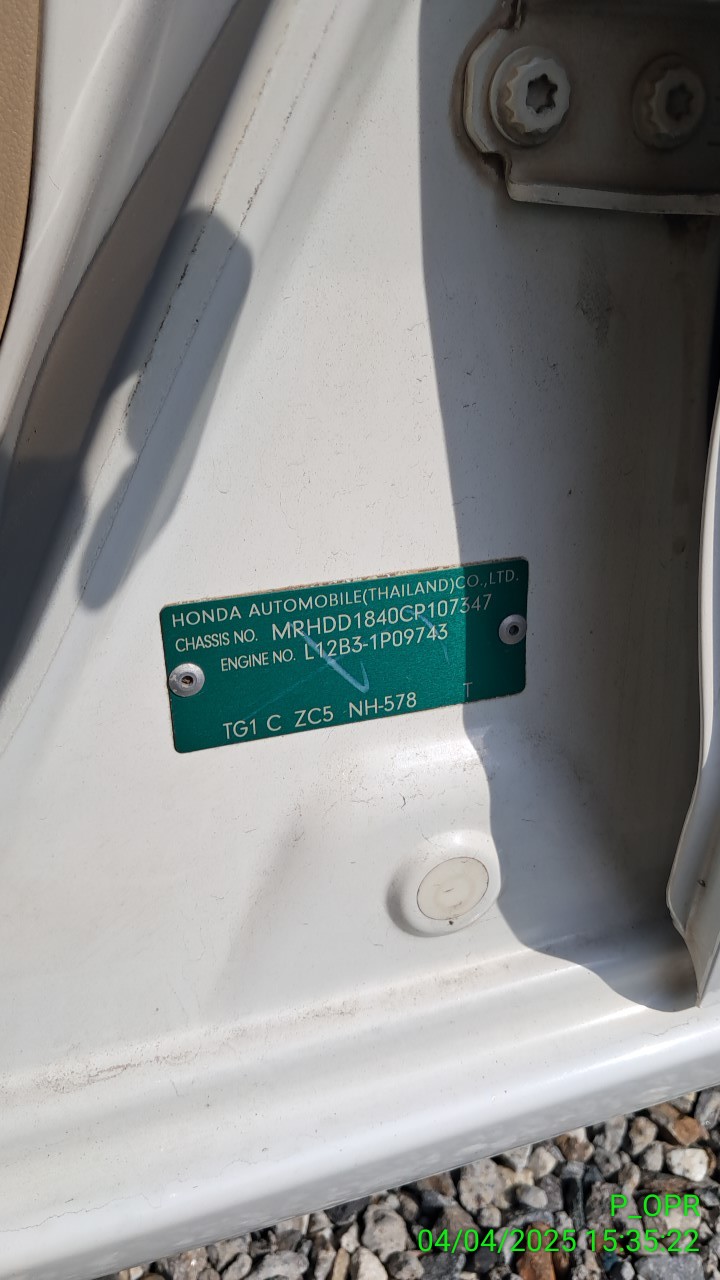 HONDA AUTOMOBILE(THAILAND)CO.,LTD.
CHASSIS NO. MRHDD1840CP107347
ENGINE NO. L12B3-1P09743
TG1 C ZC5 NH-578 T
P_OPR
04/04/2025 15:35:22